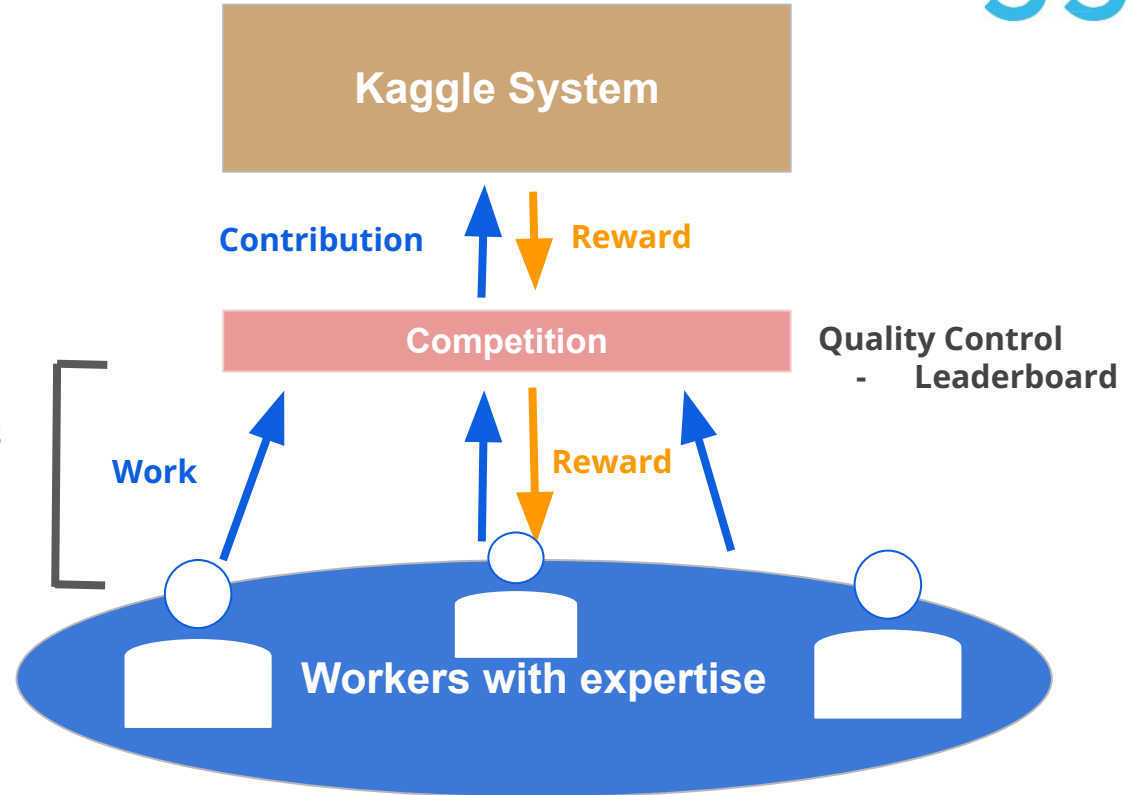 Kaggle System
Contribution
Reward
Competition
Quality Control
- Leaderboard
Work
Reward
Workers with expertise